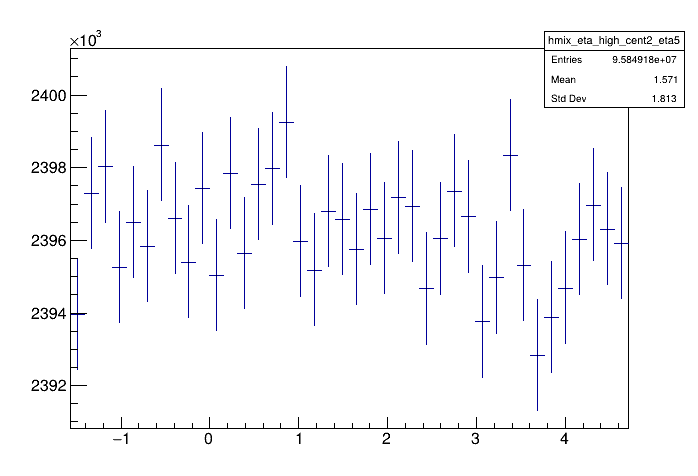 ×10³
hmix_eta_high_cent2_eta5
Entries 9.584918e+07
Mean 1.571
Std Dev 1.813
2400
2398
2396
2394
2392
−1 0 1 2 3 4